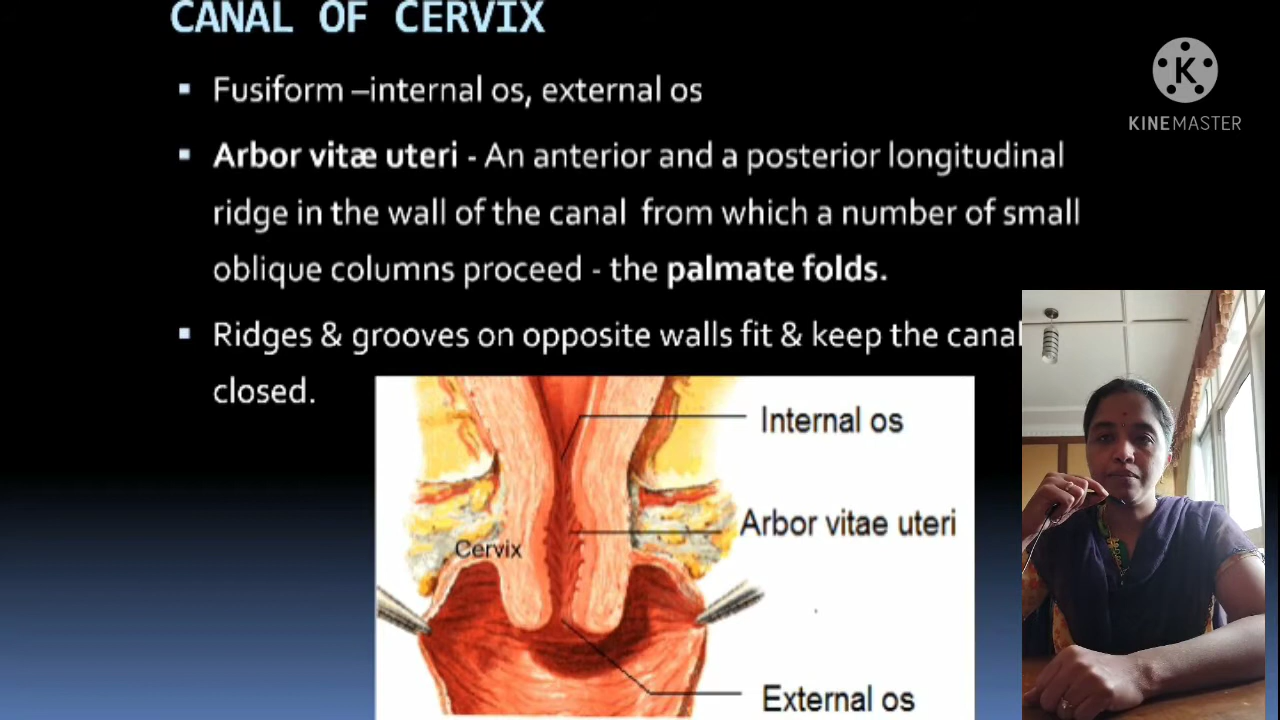 CANAL OF CERVIX
KINEMASTER
▪ Fusiform –internal os, external os
▪ Arbor vitæ uteri - An anterior and a posterior longitudinal
ridge in the wall of the canal from which a number of small
oblique columns proceed - the palmate folds.
▪ Ridges & grooves on opposite walls fit & keep the canal
closed.
Internal os
Arbor vitae uteri
Cervix
External os